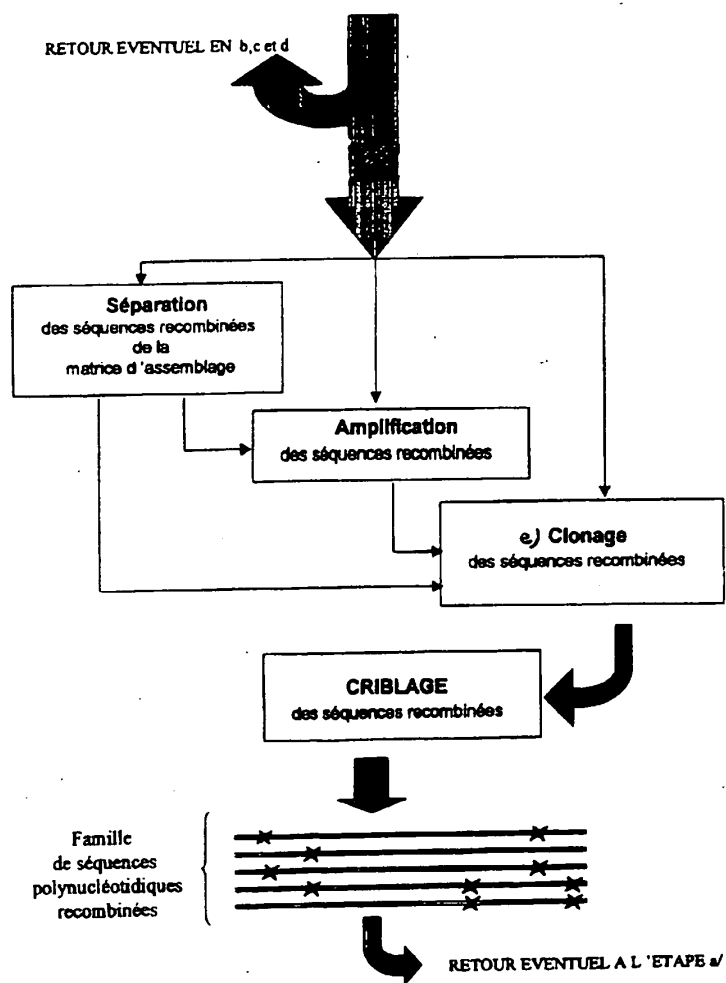 RETOUR EVENTUEL EN b,c et d
Séparation
des séquences recombinées
de la
matrice d 'assemblage
Amplification
des séquences recombinées
e) Clonage
des séquences recombinées
CRIBLAGE
des séquences recombinées
Famille
de séquences
polynucléotidiques
recombinées
RETOUR EVENTUEL A L 'ETAPE a/